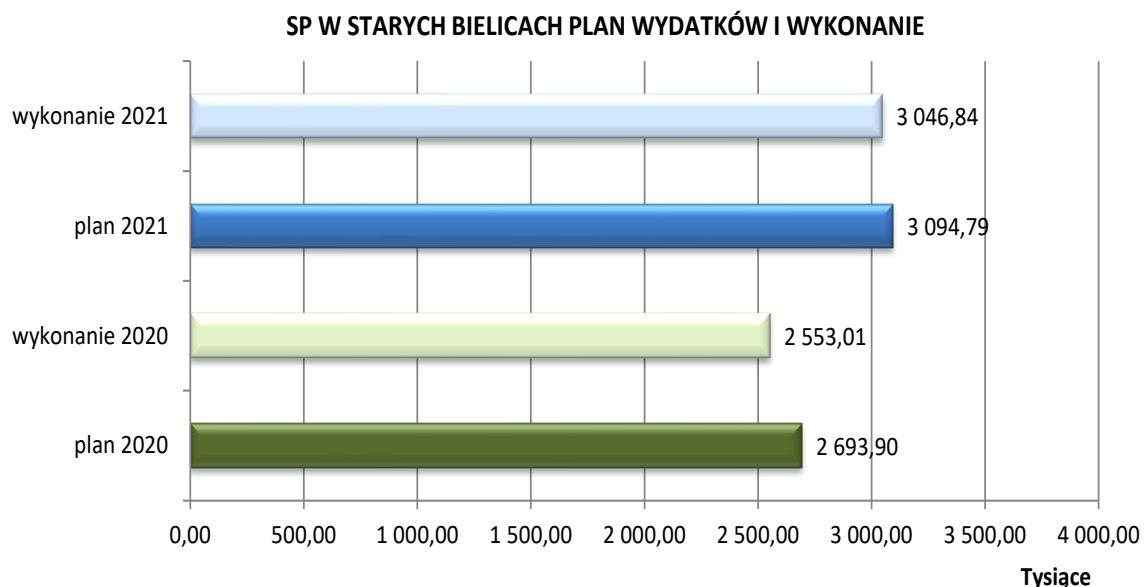 SP W STARYCH BIELICACH PLAN WYDATKÓW I WYKONANIE
wykonanie 2021
3 046,84
plan 2021
3 094,79
wykonanie 2020
2 553,01
plan 2020
2 693,90
0,00 500,00 1 000,00 1 500,00 2 000,00 2 500,00 3 000,00 3 500,00 4 000,00
Tysiące